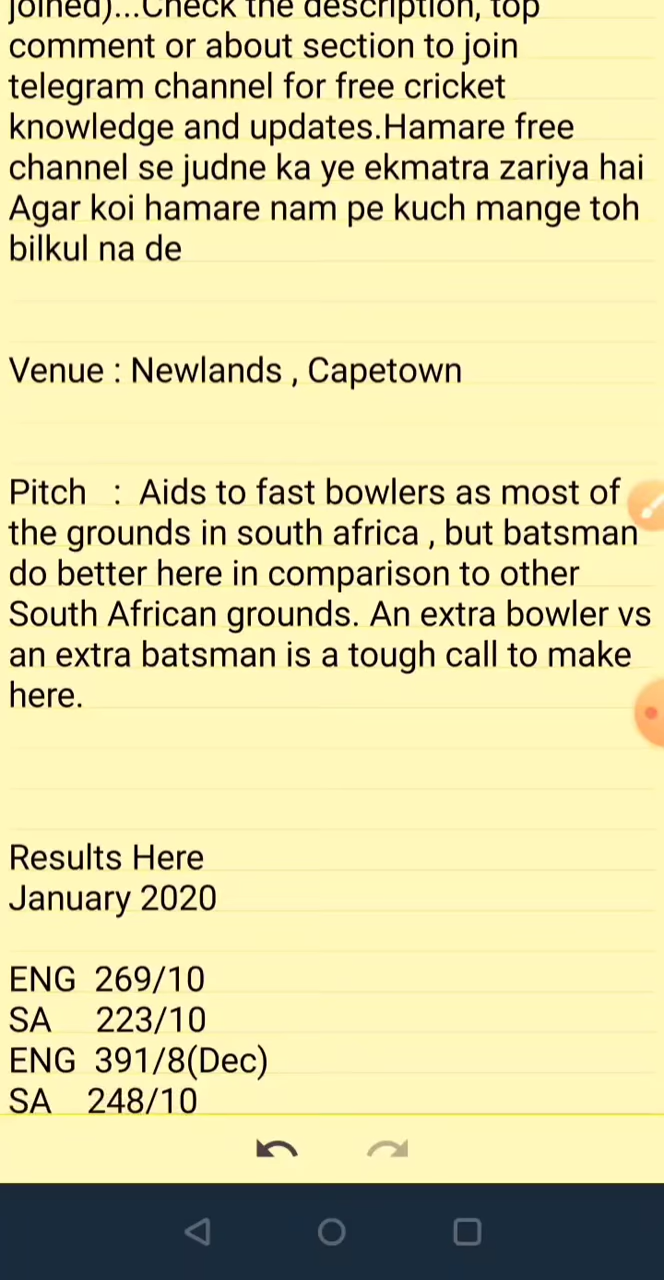 joined)...Check the description, top
comment or about section to join
telegram channel for free cricket
knowledge and updates.Hamare free
channel se judne ka ye ekmatra zariya hai
Agar koi hamare nam pe kuch mange toh
bilkul na de
Venue : Newlands , Capetown
Pitch : Aids to fast bowlers as most of
the grounds in south africa , but batsman
do better here in comparison to other
South African grounds. An extra bowler vs
an extra batsman is a tough call to make
here.
Results Here
January 2020
ENG 269/10
SA 223/10
ENG 391/8(Dec)
SA 248/10